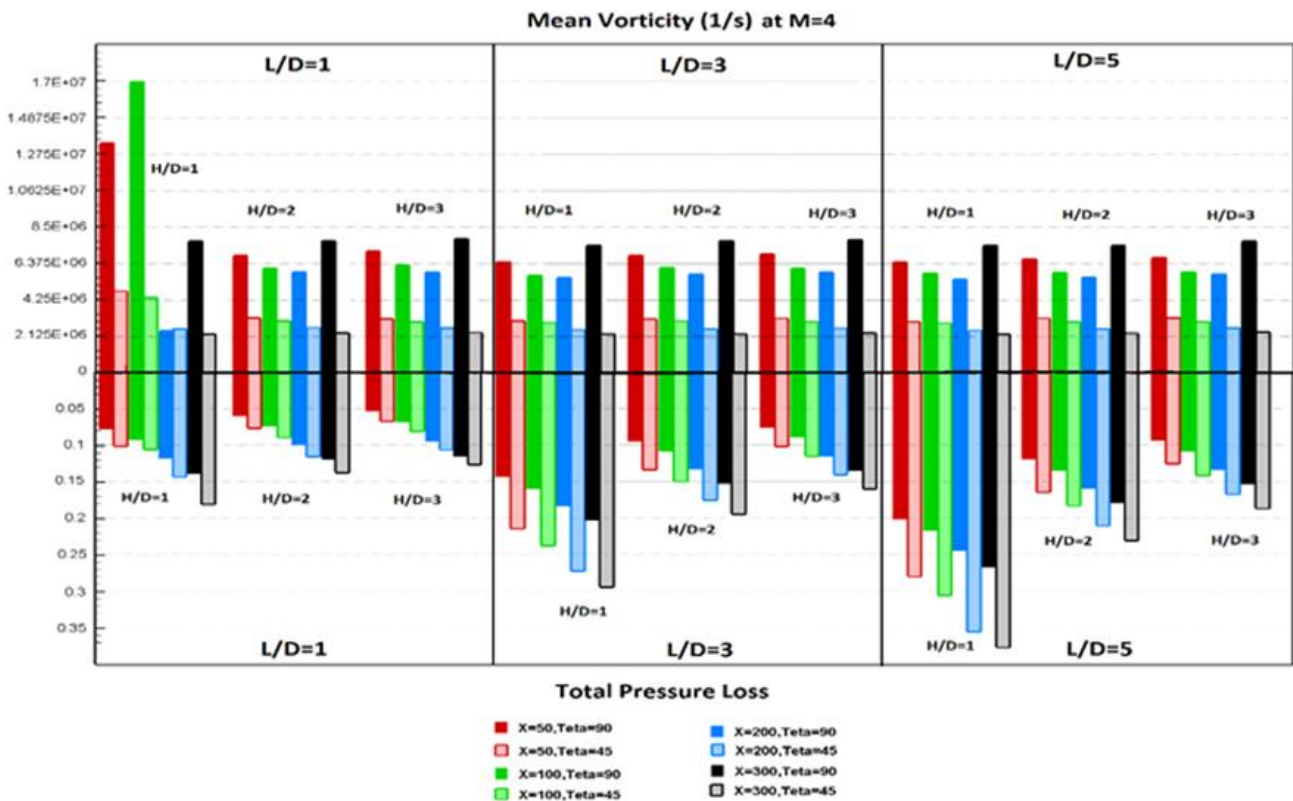 Mean Vorticity (1/s) at M=4
L/D=1 L/D=3 L/D=5
1.7E+07
1.4875E+07
1.275E+07
H/D=1
1.0625E+07
H/D=2 H/D=3 H/D=1 H/D=2 H/D=3 H/D=1 H/D=2 H/D=3
8.5E+06
6.375E+06
4.25E+06
2.125E+06
0
0.05
0.1
0.15
H/D=1 H/D=2 H/D=3 H/D=2 H/D=3
0.2
H/D=2 H/D=3
0.25
0.3
H/D=1
0.35
H/D=1
L/D=1 L/D=3 L/D=5
Total Pressure Loss
X=50,Teta=90 X=200,Teta=90
X=50,Teta=45 X=200,Teta=45
X=100,Teta=90 X=300,Teta=90
X=100,Teta=45 X=300,Teta=45